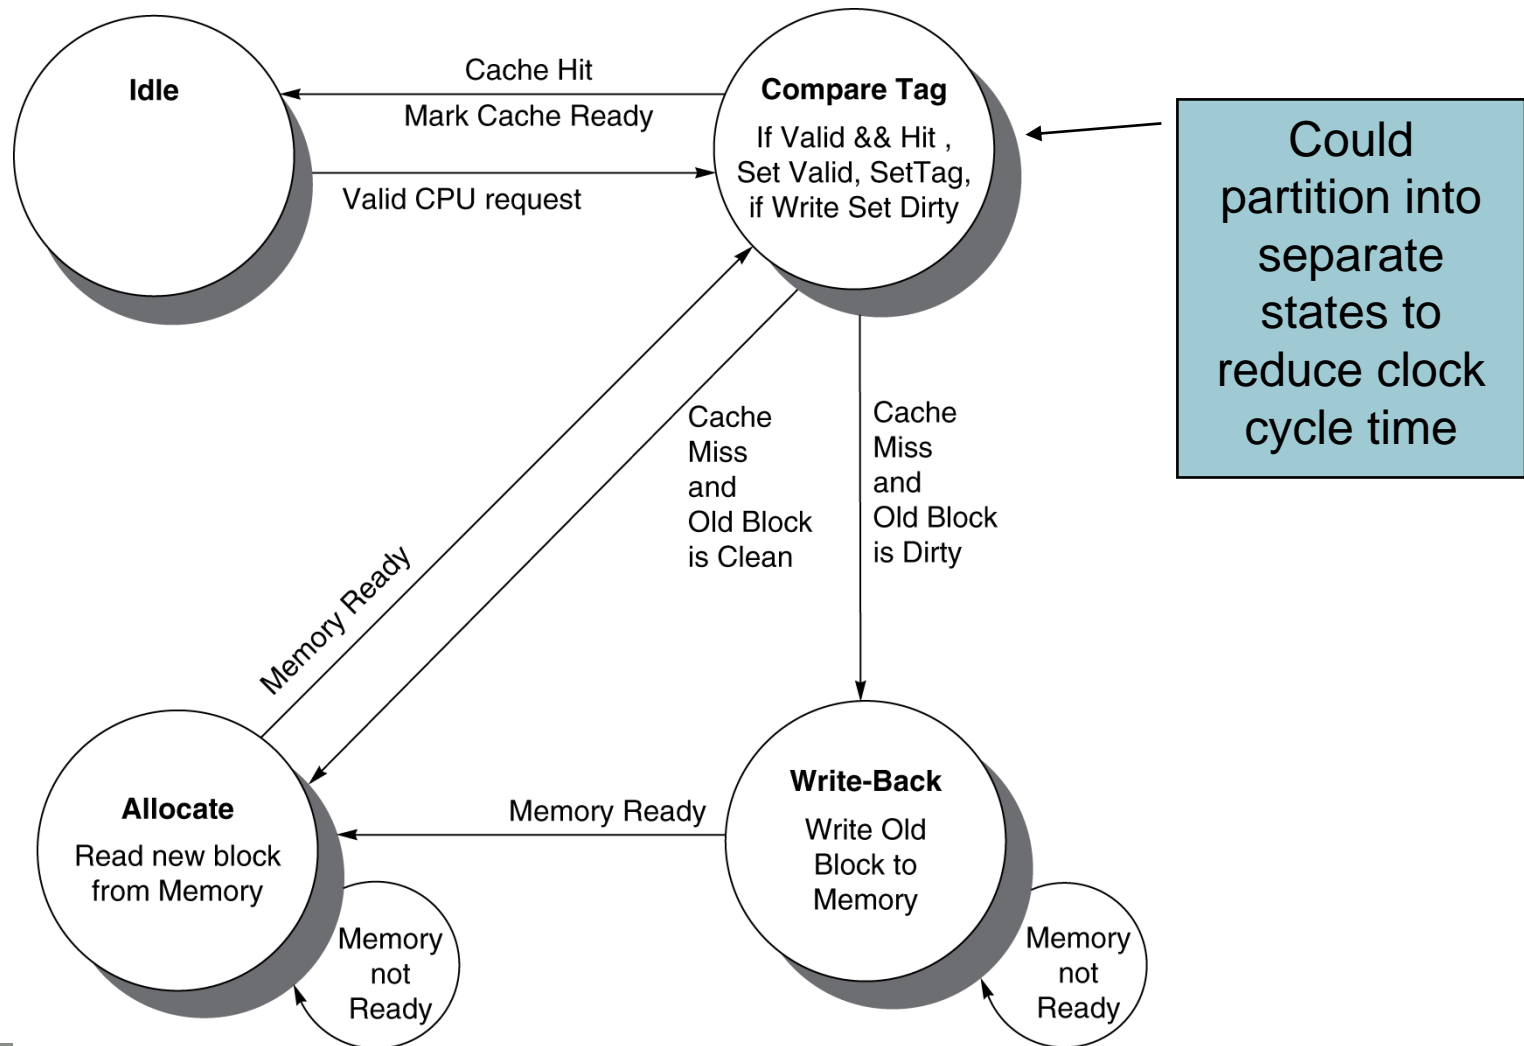 Idle
Cache Hit
Mark Cache Ready
Valid CPU request
Compare Tag
If Valid && Hit ,
Set Valid, SetTag,
if Write Set Dirty
Could
partition into
separate
states to
reduce clock
cycle time
Cache
Miss
and
Old Block
is Clean
Cache
Miss
and
Old Block
is Dirty
Memory Ready
Allocate
Read new block
from Memory
Memory
not
Ready
Memory Ready
Write-Back
Write Old
Block to
Memory
Memory
not
Ready